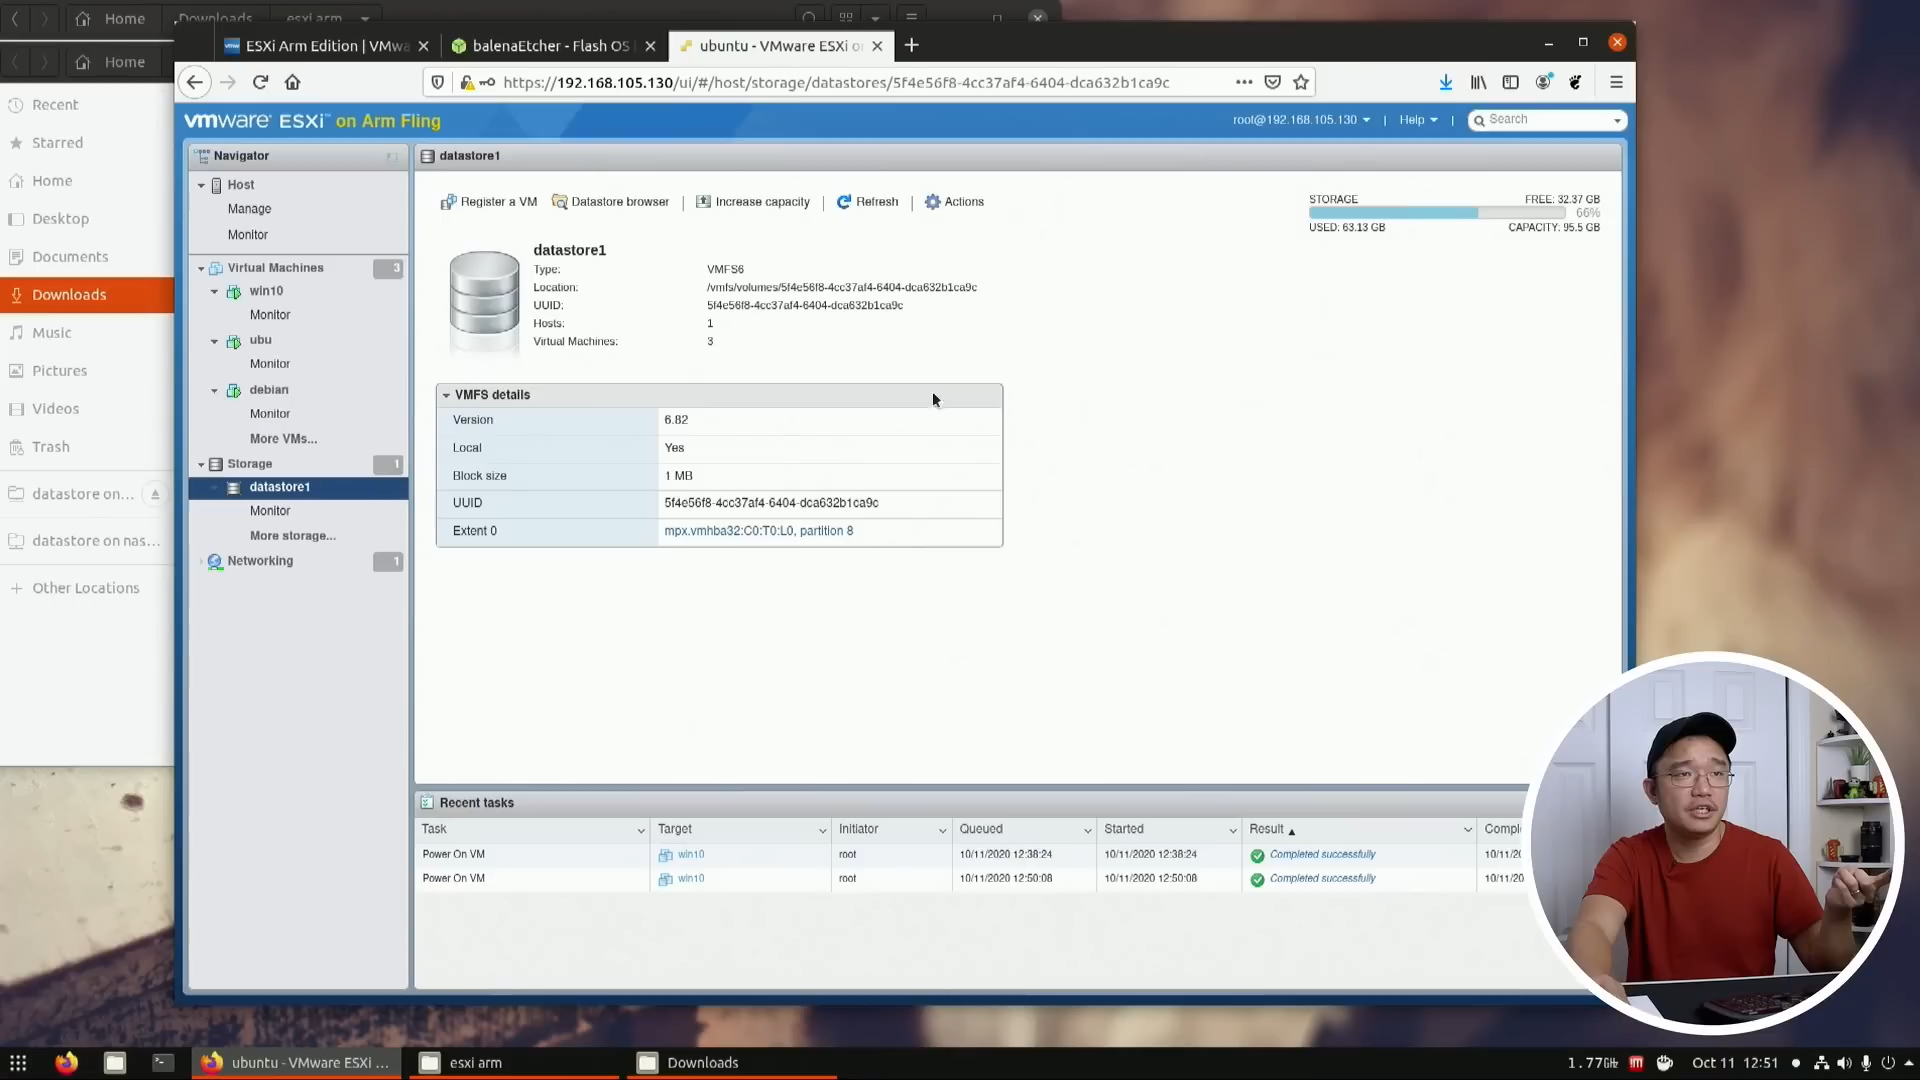 Home
Downloads
esxi arm
Home
ESXi Arm Edition | VMwa
balenaEtcher - Flash OS
ubuntu - VMware ESXi o
https://192.168.105.130/ui/#/host/storage/datastores/5f4e56f8-4cc37af4-6404-dca632b1ca9c
vmware ESXi on Arm Fling
root@192.168.105.130
Help
Search
Recent
Starred
Home
Desktop
Documents
Downloads
Music
Pictures
Videos
Trash
datastore on...
datastore on nas...
Other Locations
Navigator
Host
Manage
Monitor
Virtual Machines 3
win10
Monitor
ubu
Monitor
debian
Monitor
More VMs...
Storage 1
datastore1
Monitor
More storage...
Networking 1
datastore1
Register a VM
Datastore browser
Increase capacity
Refresh
Actions
STORAGE FREE: 32.37 GB
66%
USED: 63.13 GB CAPACITY: 95.5 GB
datastore1
Type: VMFS6
Location: /vmfs/volumes/5f4e56f8-4cc37af4-6404-dca632b1ca9c
UUID: 5f4e56f8-4cc37af4-6404-dca632b1ca9c
Hosts: 1
Virtual Machines: 3
VMFS details
Version 6.82
Local Yes
Block size 1 MB
UUID 5f4e56f8-4cc37af4-6404-dca632b1ca9c
Extent 0 mpx.vmhba32:C0:T0:L0, partition 8
Recent tasks
Task Target Initiator Queued Started Result Compl
Power On VM win10 root 10/11/2020 12:38:24 10/11/2020 12:38:24 Completed successfully 10/11/20
Power On VM win10 root 10/11/2020 12:50:08 10/11/2020 12:50:08 Completed successfully 10/11/2
ubuntu - VMware ESXi ...
esxi arm
Downloads
1.77GHz
Oct 11 12:51